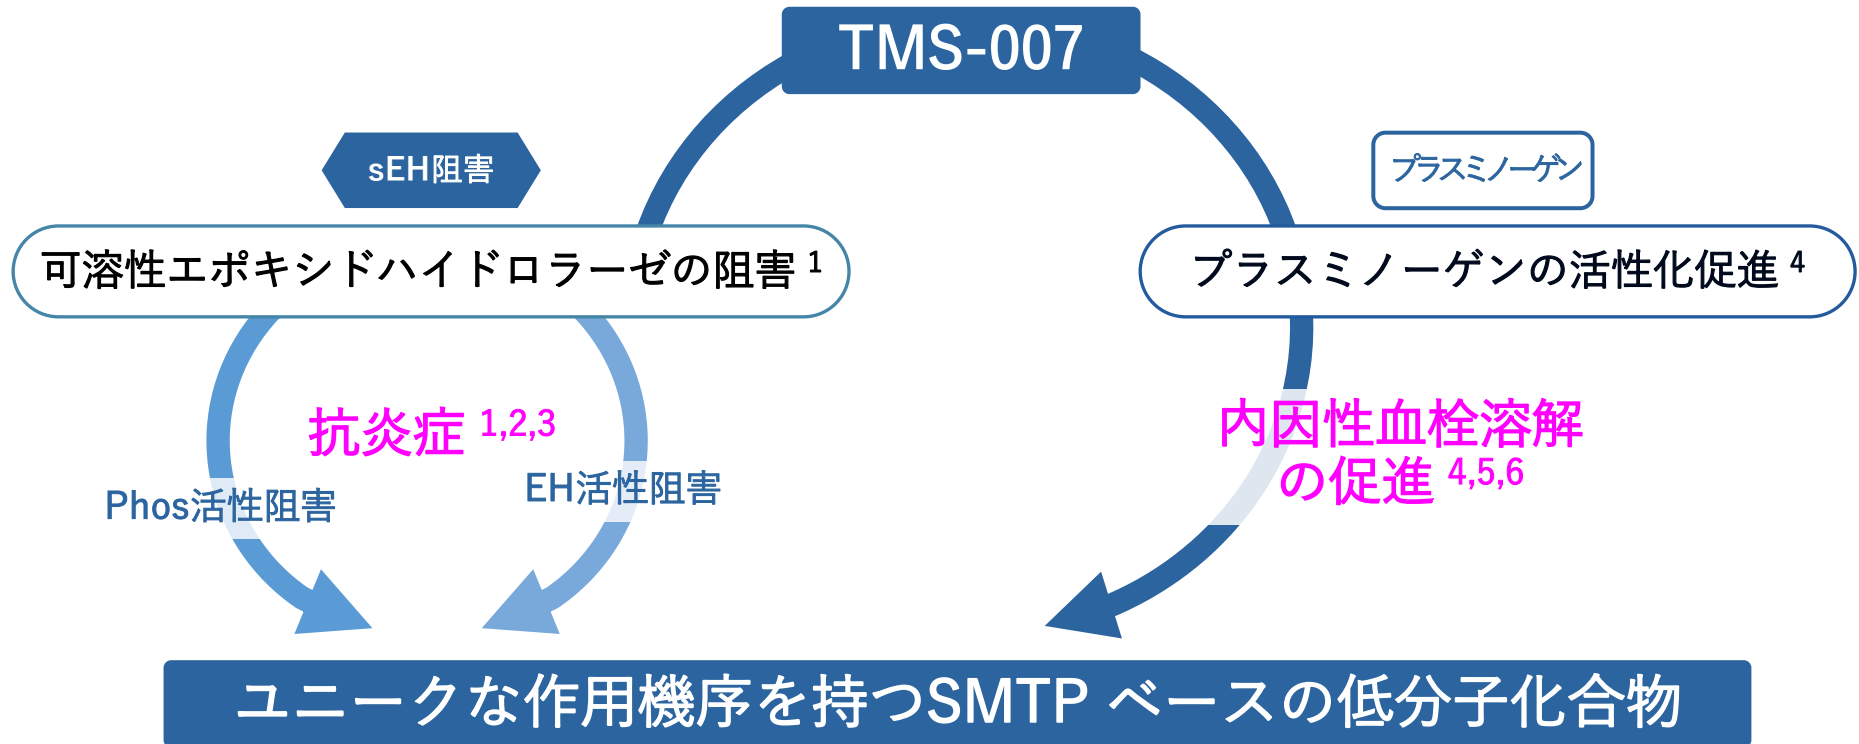 TMS-007
sEH阻害
プラスミノーゲン
可溶性エポキシドハイドロラーゼの阻害 1
プラスミノーゲンの活性化促進 4
抗炎症 1,2,3
内因性血栓溶解
の促進 4,5,6
EH活性阻害
Phos活性阻害
ユニークな作用機序を持つSMTP ベースの低分子化合物